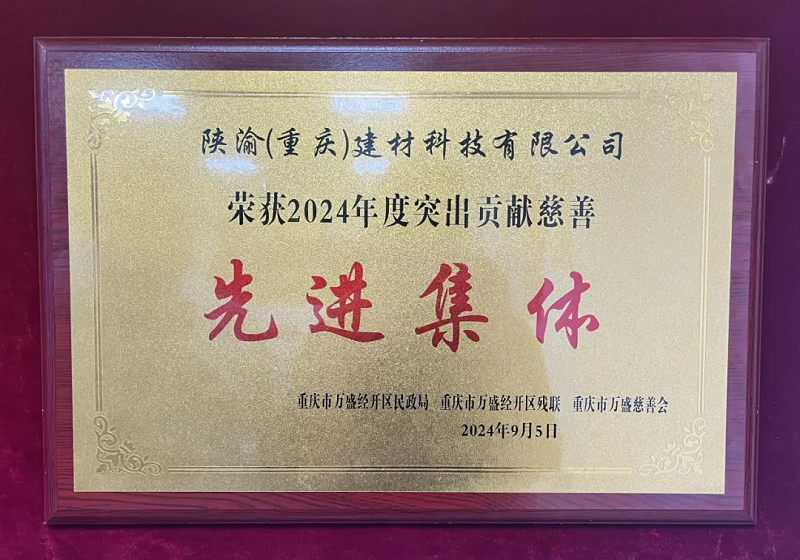 陕渝(重庆)建材科技有限公司
荣获2024年度突出贡献慈善
先进集体
重庆市万盛经开区民政局 重庆市万盛经开区残联 重庆市万盛慈善会
2024年9月5日